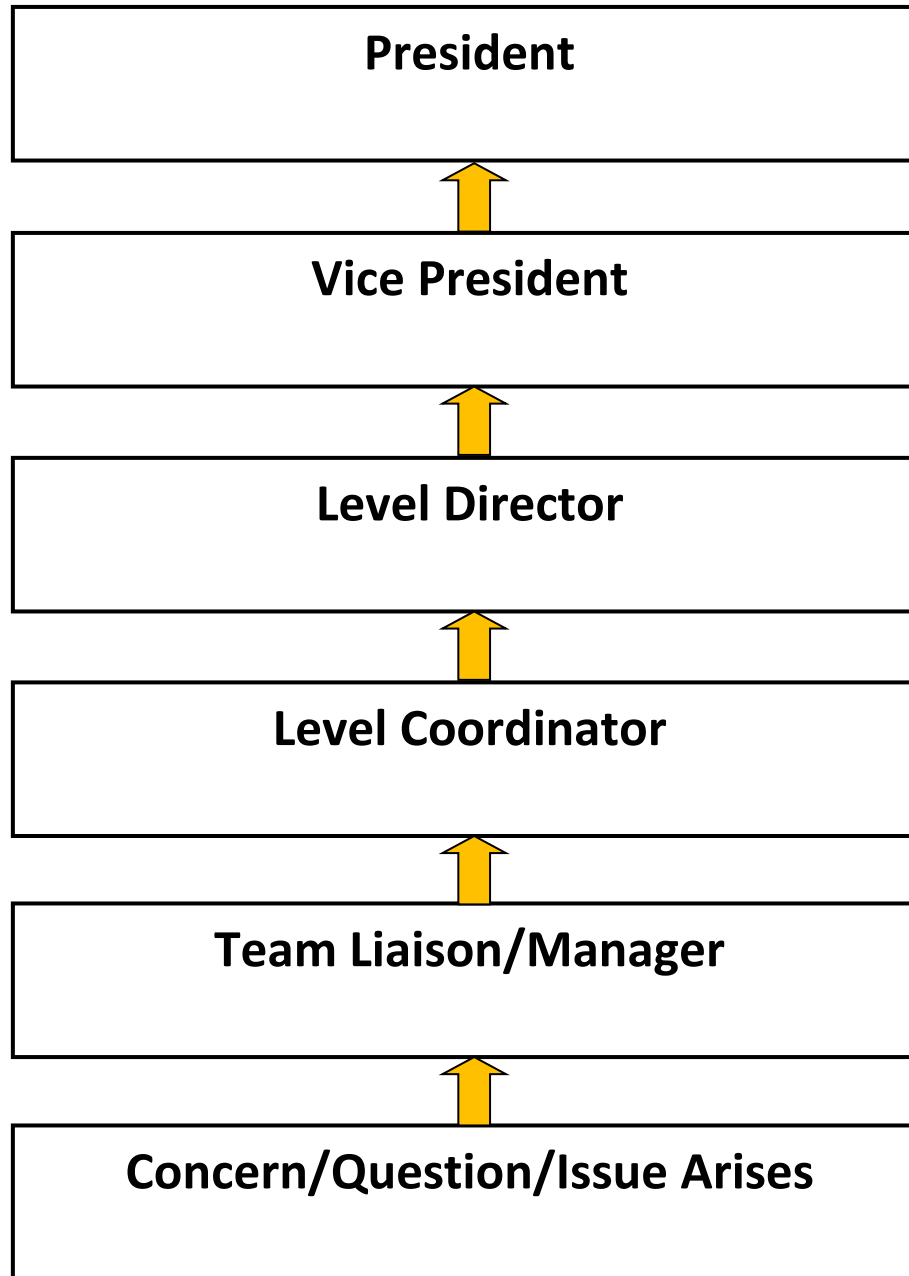 President
Vice President
Level Director
Level Coordinator
Team Liaison/Manager
Concern/Question/Issue Arises